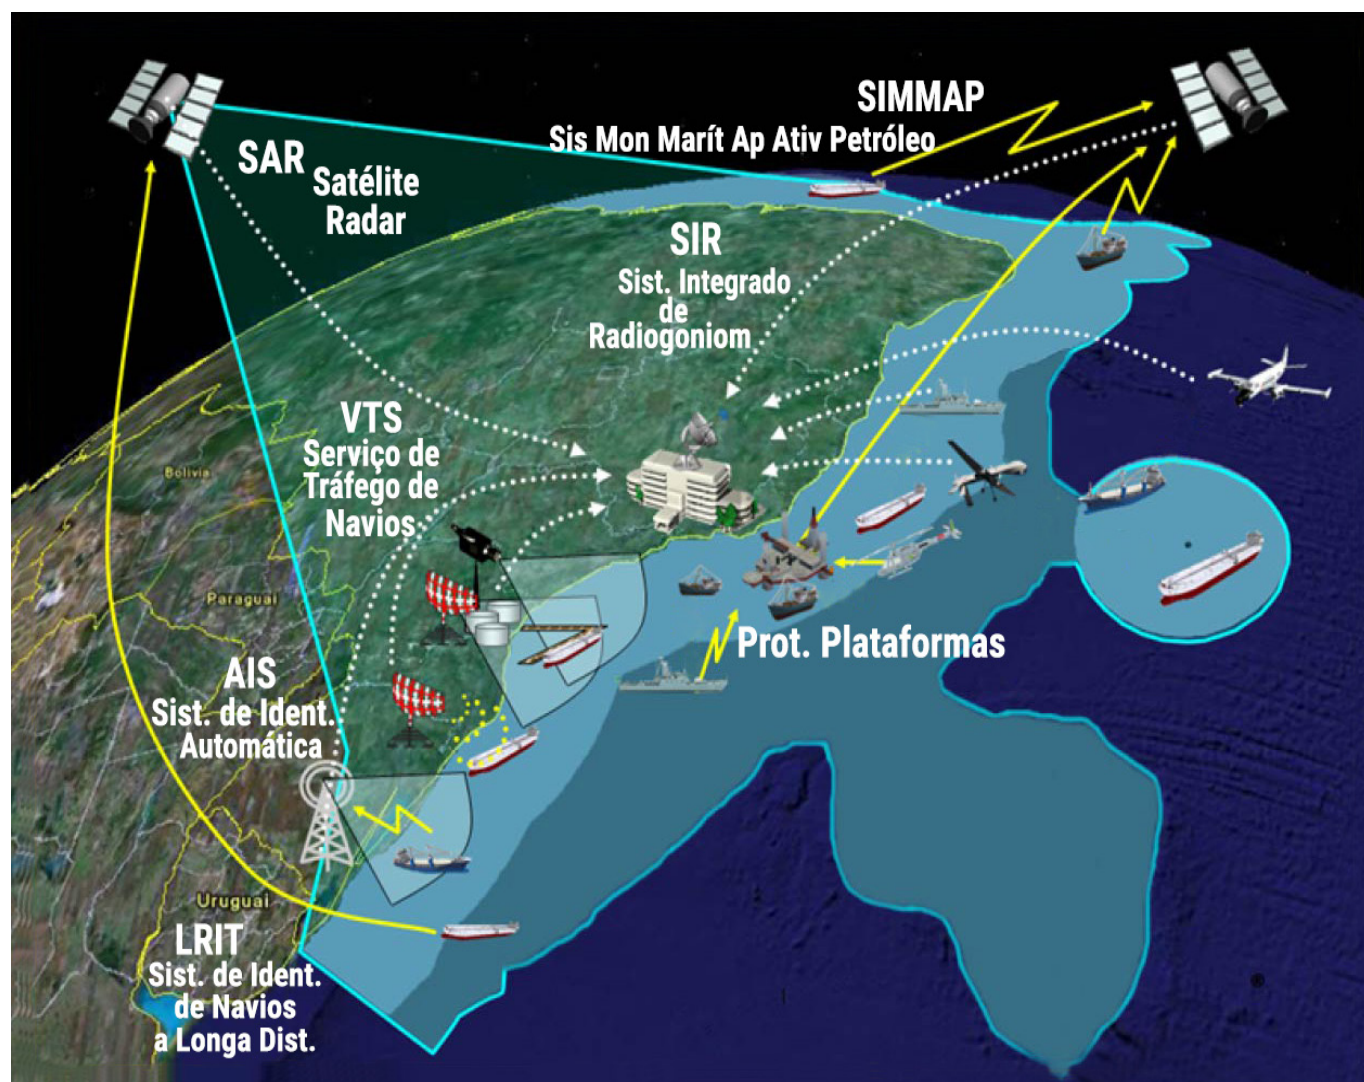 SIMMAP
Sis Mon Marít Ap Ativ Petróleo
SAR
Satélite
Radar
SIR
Sist. Integrado
de
Radiogoniom
VTS
Serviço de
Tráfego de
Navios
Bolívia
Paraguai
Prot. Plataformas
AIS
Sist. de Ident.
Automática
Uruguai
LRIT
Sist. de Ident.
de Navios
a Longa Dist.